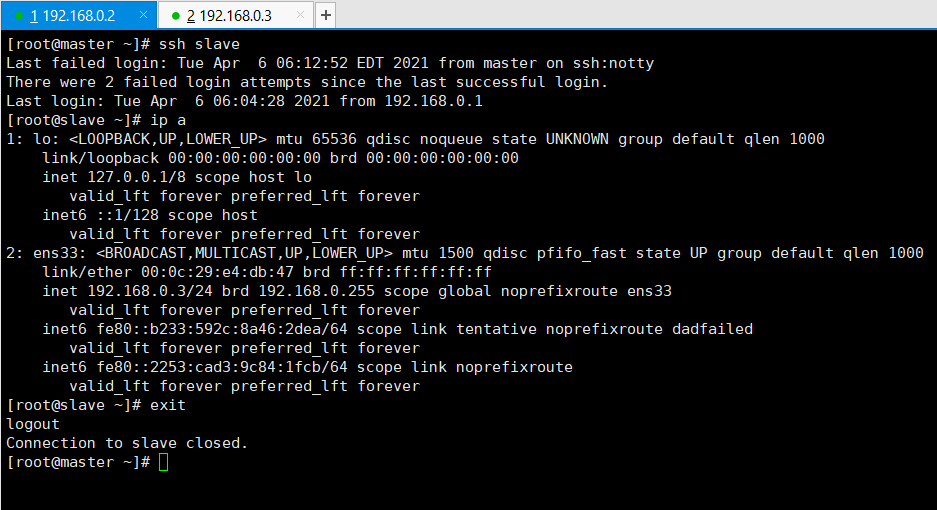 1 192.168.0.2 × 2 192.168.0.3 × +
[root@master ~]# ssh slave
Last failed login: Tue Apr  6 06:12:52 EDT 2021 from master on ssh:notty
There were 2 failed login attempts since the last successful login.
Last login: Tue Apr  6 06:04:28 2021 from 192.168.0.1
[root@slave ~]# ip a
1: lo: <LOOPBACK,UP,LOWER_UP> mtu 65536 qdisc noqueue state UNKNOWN group default qlen 1000
    link/loopback 00:00:00:00:00:00 brd 00:00:00:00:00:00
    inet 127.0.0.1/8 scope host lo
       valid_lft forever preferred_lft forever
    inet6 ::1/128 scope host
       valid_lft forever preferred_lft forever
2: ens33: <BROADCAST,MULTICAST,UP,LOWER_UP> mtu 1500 qdisc pfifo_fast state UP group default qlen 1000
    link/ether 00:0c:29:e4:db:47 brd ff:ff:ff:ff:ff:ff
    inet 192.168.0.3/24 brd 192.168.0.255 scope global noprefixroute ens33
       valid_lft forever preferred_lft forever
    inet6 fe80::b233:592c:8a46:2dea/64 scope link tentative noprefixroute dadfailed
       valid_lft forever preferred_lft forever
    inet6 fe80::2253:cad3:9c84:1fcb/64 scope link noprefixroute
       valid_lft forever preferred_lft forever
[root@slave ~]# exit
logout
Connection to slave closed.
[root@master ~]#